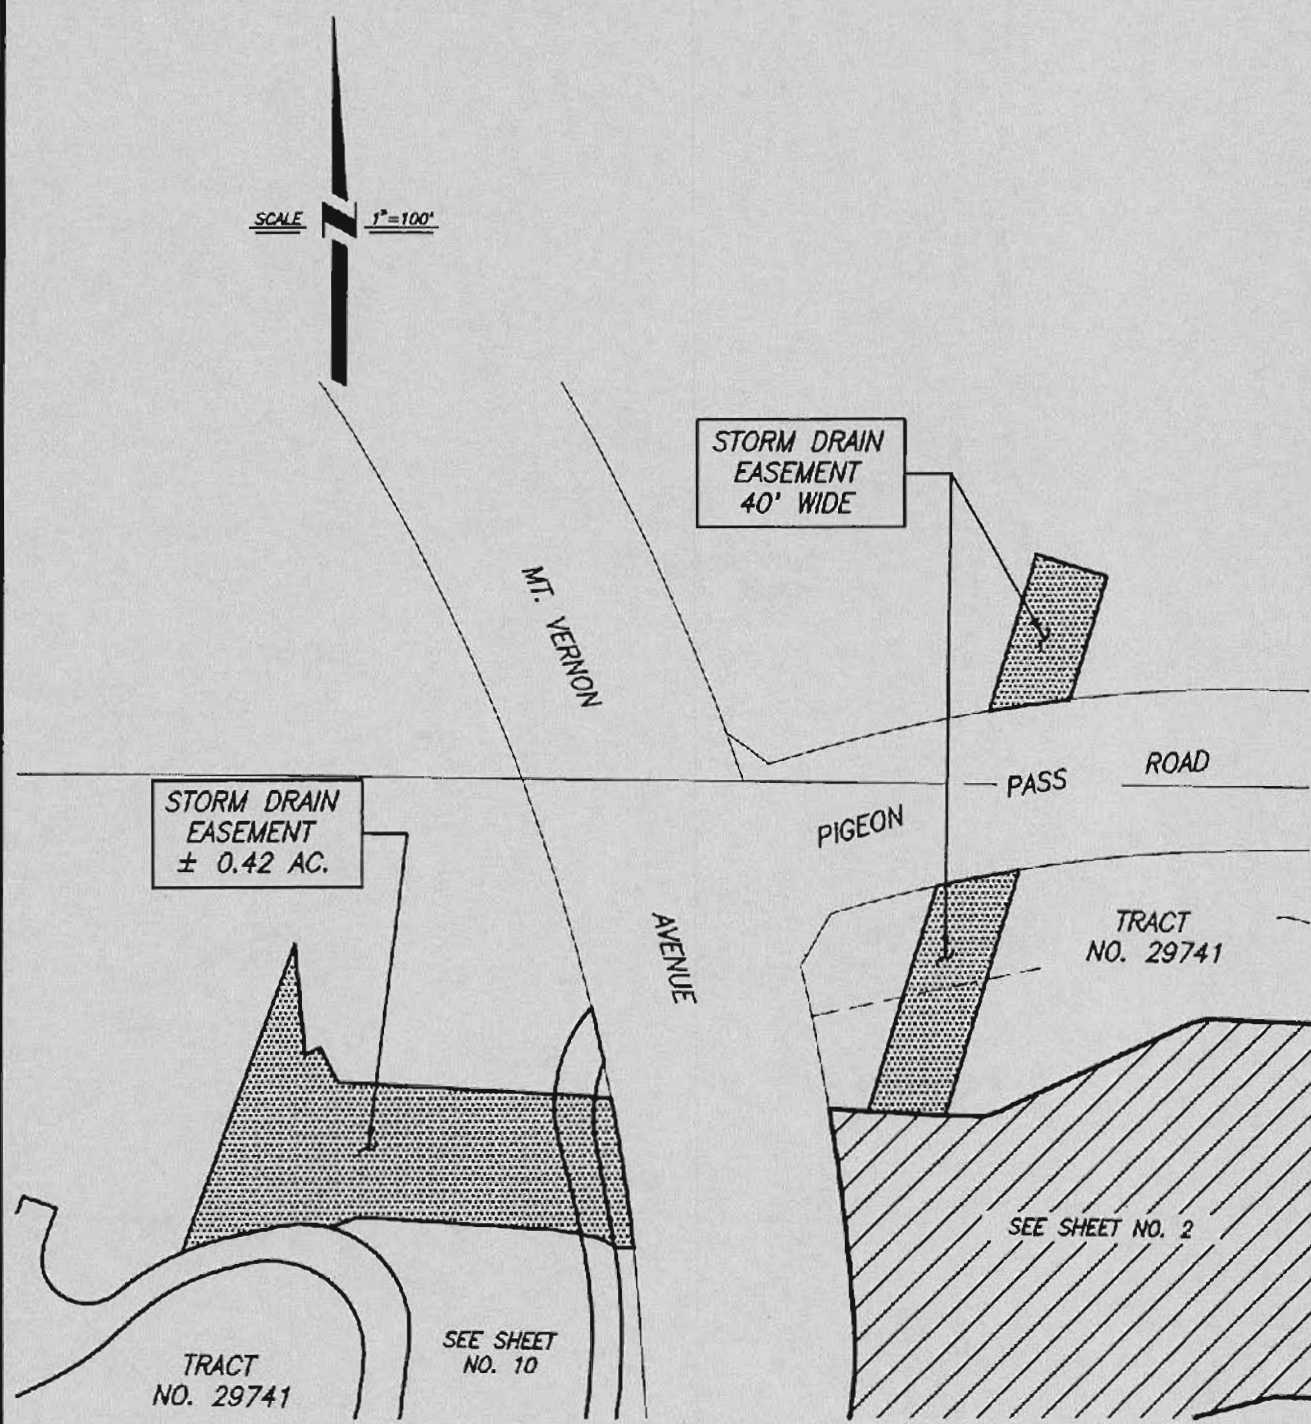 SCALE 1"=100'
STORM DRAIN
EASEMENT
40' WIDE
MT. VERNON
ROAD
PASS
PIGEON
STORM DRAIN
EASEMENT
± 0.42 AC.
AVENUE
TRACT
NO. 29741
SEE SHEET NO. 2
SEE SHEET
NO. 10
TRACT
NO. 29741